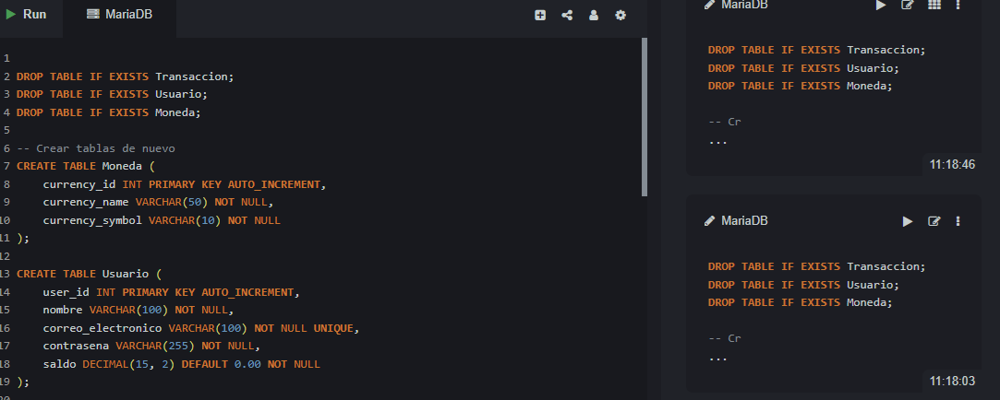 Run
MariaDB
1
2 DROP TABLE IF EXISTS Transaccion;
3 DROP TABLE IF EXISTS Usuario;
4 DROP TABLE IF EXISTS Moneda;
5
6 -- Crear tablas de nuevo
7 CREATE TABLE Moneda (
8     currency_id INT PRIMARY KEY AUTO_INCREMENT,
9     currency_name VARCHAR(50) NOT NULL,
10     currency_symbol VARCHAR(10) NOT NULL
11 );
12
13 CREATE TABLE Usuario (
14     user_id INT PRIMARY KEY AUTO_INCREMENT,
15     nombre VARCHAR(100) NOT NULL,
16     correo_electronico VARCHAR(100) NOT NULL UNIQUE,
17     contrasena VARCHAR(255) NOT NULL,
18     saldo DECIMAL(15, 2) DEFAULT 0.00 NOT NULL
19 );
MariaDB
DROP TABLE IF EXISTS Transaccion;
DROP TABLE IF EXISTS Usuario;
DROP TABLE IF EXISTS Moneda;
-- Cr
...
11:18:46
MariaDB
DROP TABLE IF EXISTS Transaccion;
DROP TABLE IF EXISTS Usuario;
DROP TABLE IF EXISTS Moneda;
-- Cr
...
11:18:03